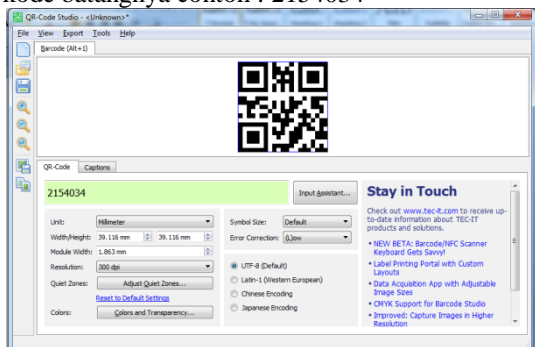 kode batangnya contoh : 2154034
QR-Code Studio - <Unknown>*
File View Export Tools Help
Barcode (Alt+1)
QR-Code Captions
2154034
Input Assistant...
Unit: Millimeter
Width/Height: 39.116 mm 39.116 mm
Module Width: 1.863 mm
Resolution: 300 dpi
Quiet Zones: Adjust Quiet Zones...
Reset to Default Settings
Colors: Colors and Transparency...
Symbol Size: Default
Error Correction: (L)ow
UTF-8 (Default)
Latin-1 (Western European)
Chinese Encoding
Japanese Encoding
Stay in Touch
Check out www.tec-it.com to receive up-
to-date information about TEC-IT
products and solutions.
• NEW BETA: Barcode/NFC Scanner
Keyboard Gets Savvy!
• Label Printing Portal with Custom
Layouts
• Data Acquisition App with Adjustable
Image Sizes
• CMYK Support for Barcode Studio
• Improved: Capture Images in Higher
Resolution